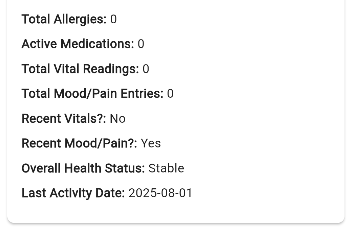 Total Allergies: 0
Active Medications: 0
Total Vital Readings: 0
Total Mood/Pain Entries: 0
Recent Vitals?: No
Recent Mood/Pain?: Yes
Overall Health Status: Stable
Last Activity Date: 2025-08-01